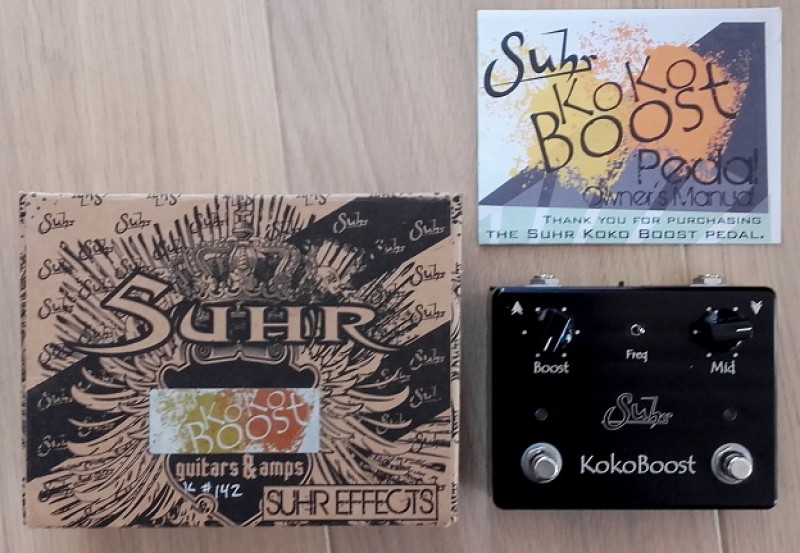 Suhr
KoKo
BOOST
Pedal
Owner's Manual
THANK YOU FOR PURCHASING
THE SUHR KOKO BOOST PEDAL.
SUHR
KoKo
BOOST
guitars & amps
#142
SUHR EFFECTS
Boost
Freq
Mid
Suhr
KokoBoost